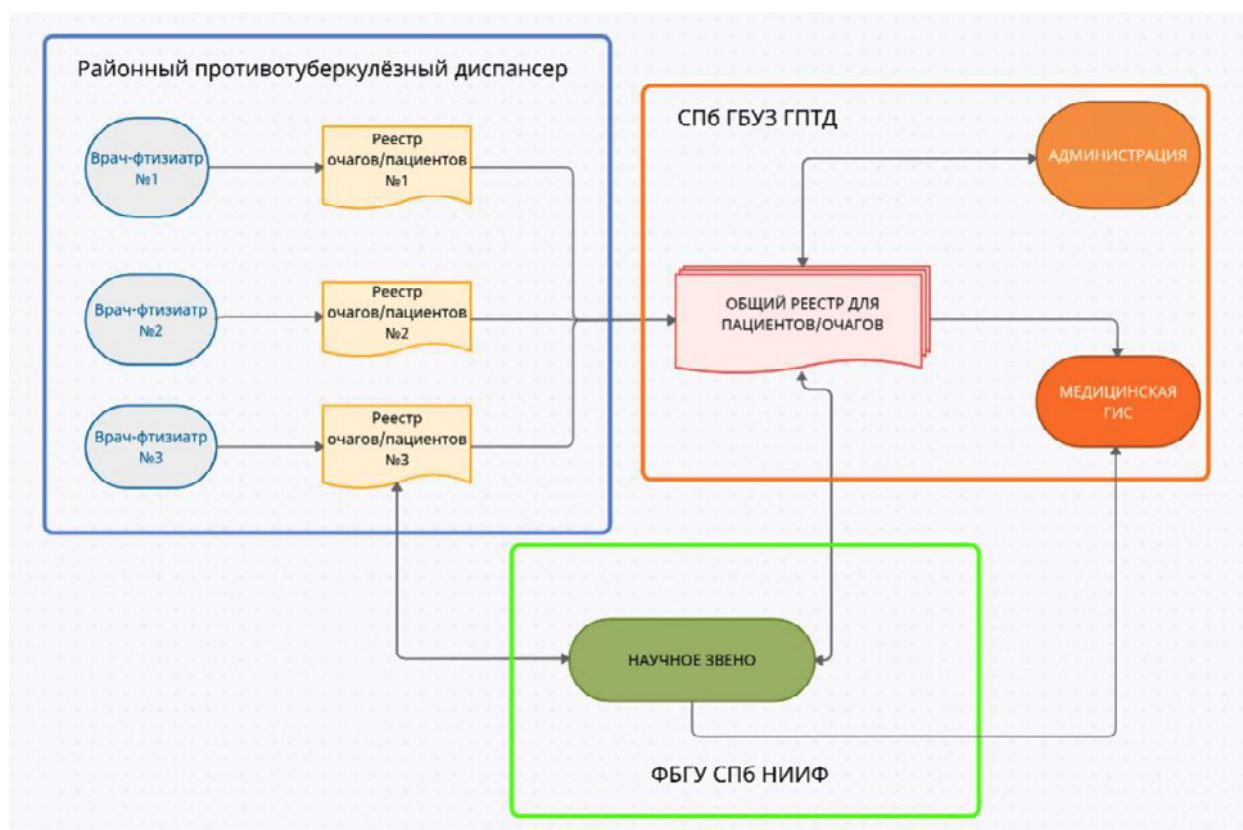 Районный противотуберкулёзный диспансер
Врач-фтизиатр
№1
Реестр
очагов/пациентов
№1
Врач-фтизиатр
№2
Реестр
очагов/пациентов
№2
Врач-фтизиатр
№3
Реестр
очагов/пациентов
№3
СПб ГБУЗ ГПТД
АДМИНИСТРАЦИЯ
ОБЩИЙ РЕЕСТР ДЛЯ
ПАЦИЕНТОВ/ОЧАГОВ
МЕДИЦИНСКАЯ
ГИС
НАУЧНОЕ ЗВЕНО
ФБГУ СПб НИИФ